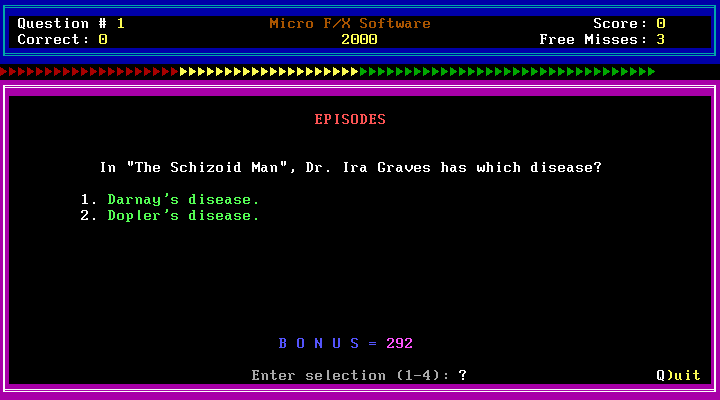 Question # 1 Micro F/X Software Score: 0
Correct: 0 2000 Free Misses: 3
EPISODES
In "The Schizoid Man", Dr. Ira Graves has which disease?
1. Darnay's disease.
2. Dopler's disease.
B O N U S = 292
Enter selection (1-4): ? Q)uit